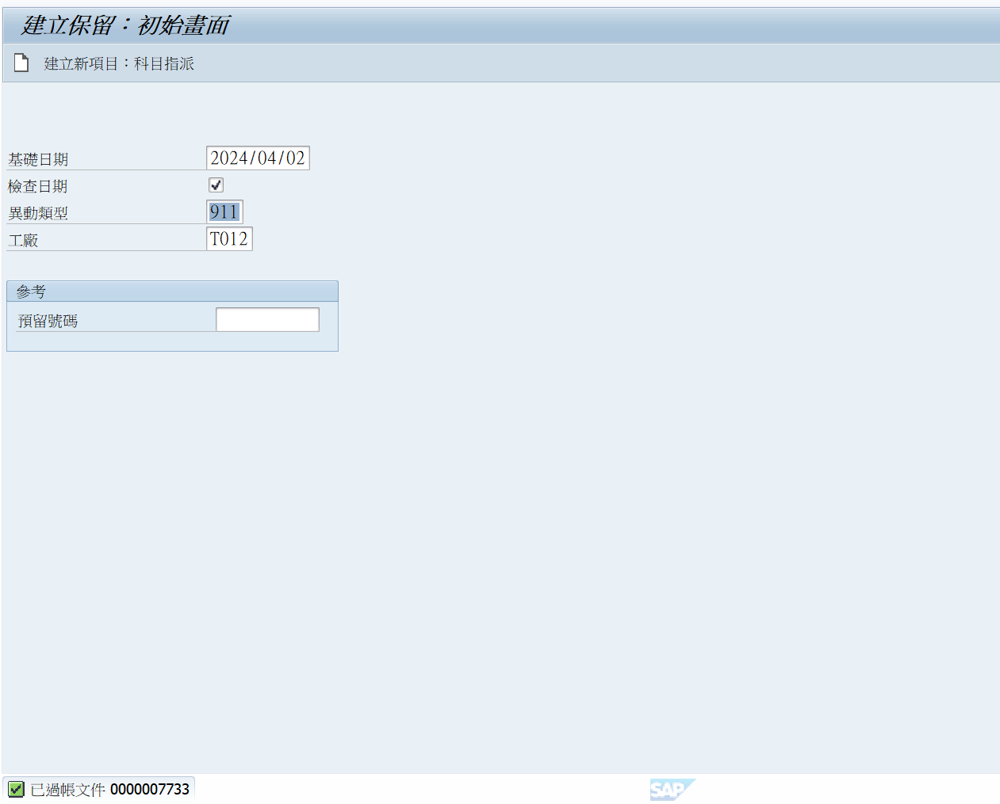 建立保留：初始畫面
建立新項目：科目指派
基礎日期 2024/04/02
檢查日期
異動類型 911
工廠 T012
參考
預留號碼
已過帳文件 0000007733
SAP